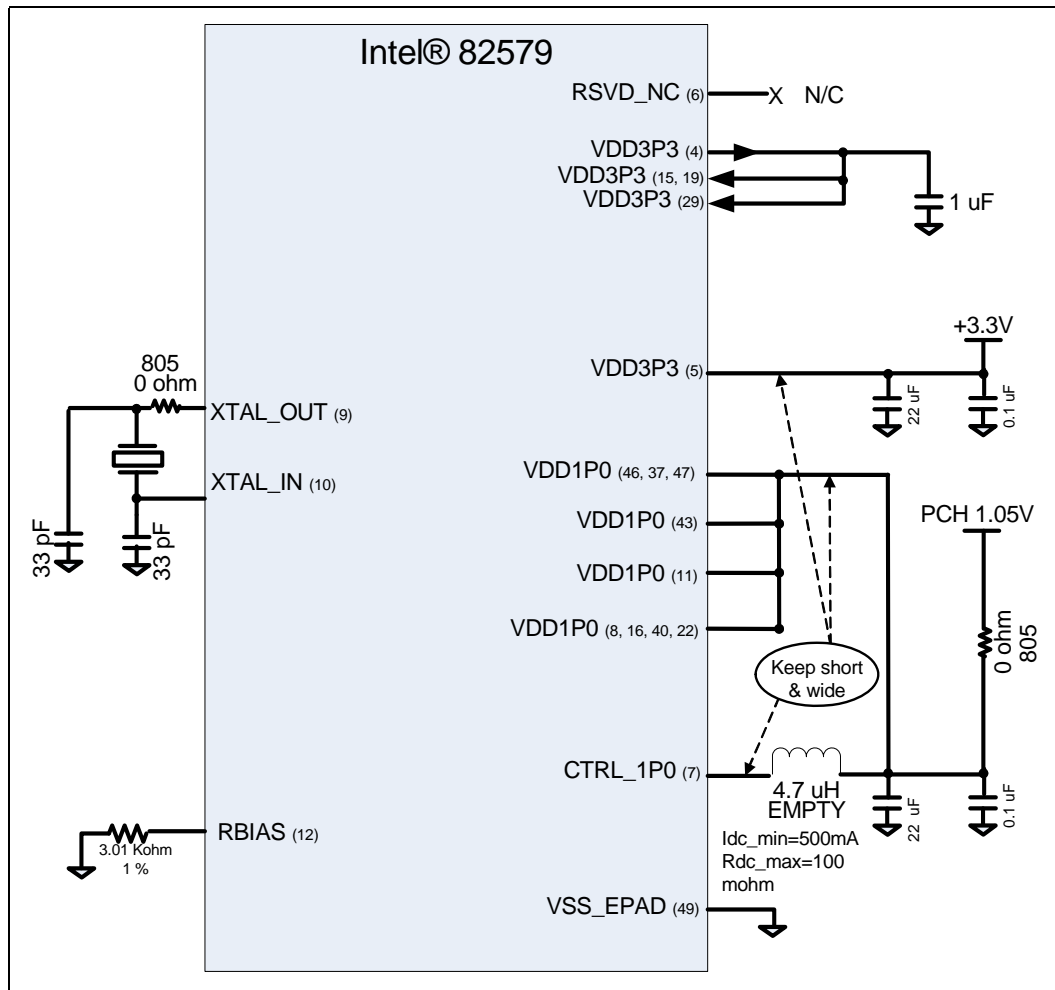 Intel® 82579
RSVD_NC (6)
X N/C
VDD3P3 (4)
VDD3P3 (15, 19)
VDD3P3 (29)
1 uF
+3.3V
805
0 ohm
VDD3P3 (5)
22 uF
0.1 uF
XTAL_OUT (9)
XTAL_IN (10)
33 pF
33 pF
VDD1P0 (46, 37, 47)
PCH 1.05V
VDD1P0 (43)
VDD1P0 (11)
VDD1P0 (8, 16, 40, 22)
0 ohm
805
Keep short
& wide
CTRL_1P0 (7)
4.7 uH
EMPTY
Idc_min=500mA
Rdc_max=100
mohm
22 uF
0.1 uF
RBIAS (12)
3.01 Kohm
1 %
VSS_EPAD (49)